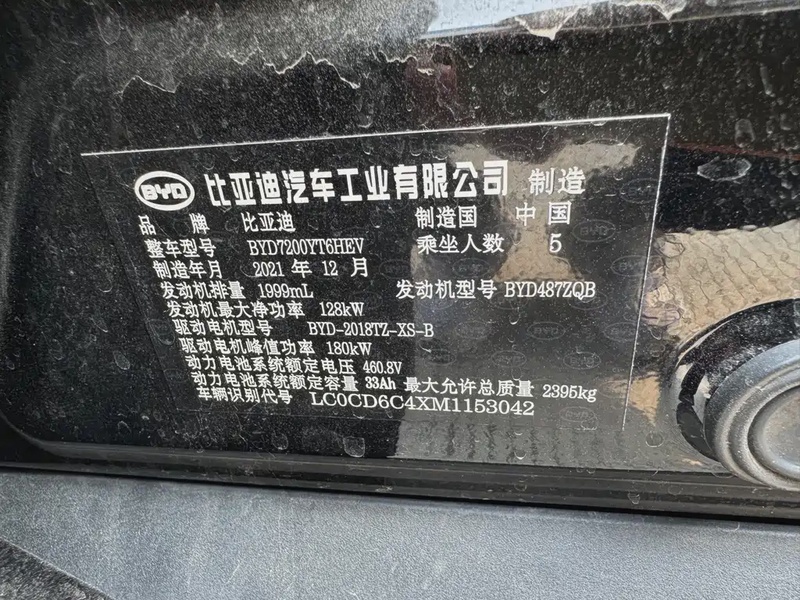 BYD 比亚迪汽车工业有限公司 制造
品 牌 比亚迪 制造国 中国
整车型号 BYD7200YT6HEV 乘坐人数 5
制造年月 2021 年 12 月
发动机排量 1999mL 发动机型号 BYD487ZQB
发动机最大净功率 128kW
驱动电机型号 BYD-2018TZ-XS-B
驱动电机峰值功率 180kW
动力电池系统额定电压 460.8V
动力电池系统额定容量 33Ah 最大允许总质量 2395kg
车辆识别代号 LC0CD6C4XM1153042